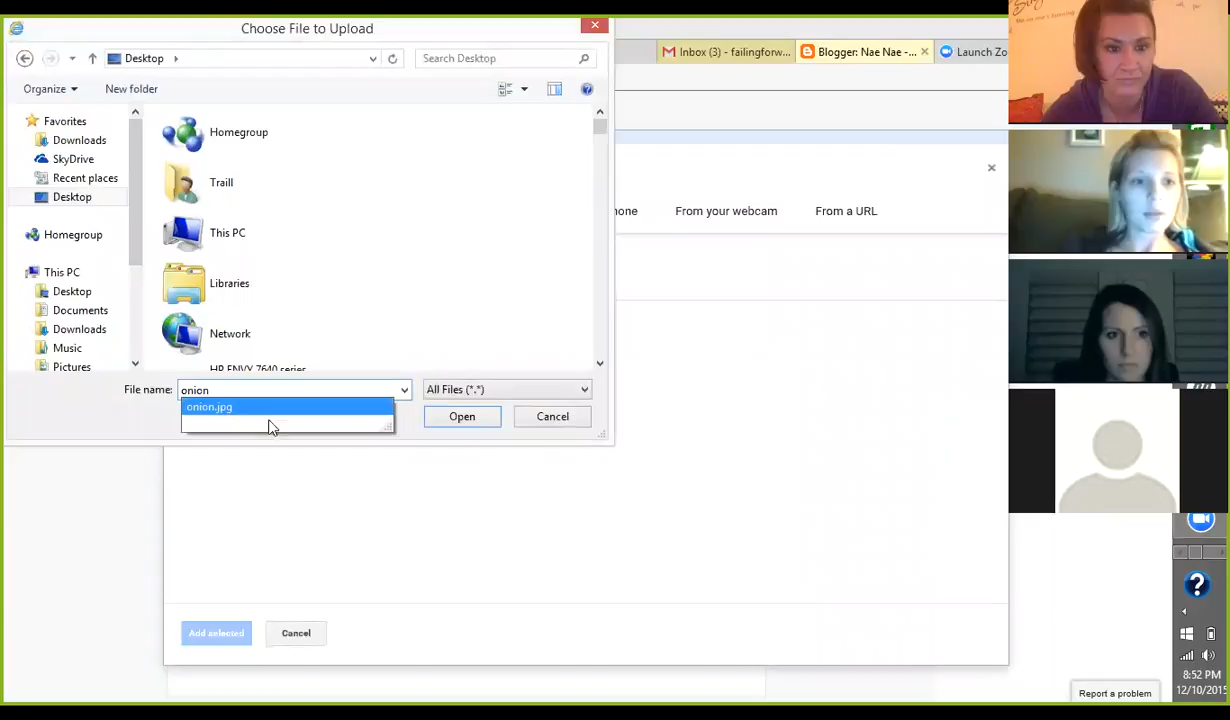 Choose File to Upload
Desktop
Search Desktop
Organize
New folder
Favorites
Downloads
SkyDrive
Recent places
Desktop
Homegroup
This PC
Desktop
Documents
Downloads
Music
Pictures
Homegroup
Traill
This PC
Libraries
Network
HP ENVY 7640 series
File name:
onion
All Files (*.*)
onion.jpg
Open
Cancel
Inbox (3) - failingforw...
Blogger: Nae Nae -...
Launch Zo
hone
From your webcam
From a URL
Add selected
Cancel
Report a problem
8:52 PM
12/10/2015